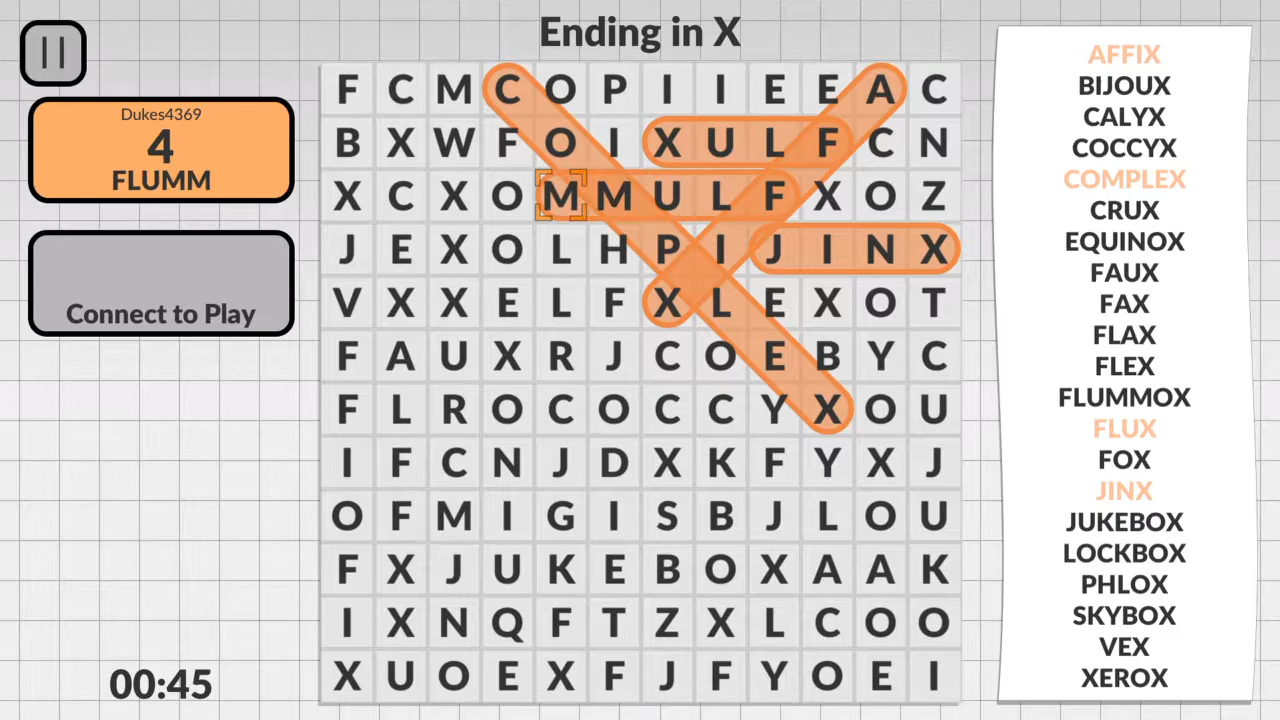 Ending in X
Dukes4369
4
FLUMM
Connect to Play
00:45
F C M C O P I I E E A C
B X W F O I X U L F C N
X C X O M M U L F X O Z
J E X O L H P I J I N X
V X X E L F X L E X O T
F A U X R J C O E B Y C
F L R O C O C C Y X O U
I F C N J D X K F Y X J
O F M I G I S B J L O U
F X J U K E B O X A A K
I X N Q F T Z X L C O O
X U O E X F J F Y O E I
AFFIX
BIJOUX
CALYX
COCCYX
COMPLEX
CRUX
EQUINOX
FAUX
FAX
FLAX
FLEX
FLUMMOX
FLUX
FOX
JINX
JUKEBOX
LOCKBOX
PHLOX
SKYBOX
VEX
XEROX